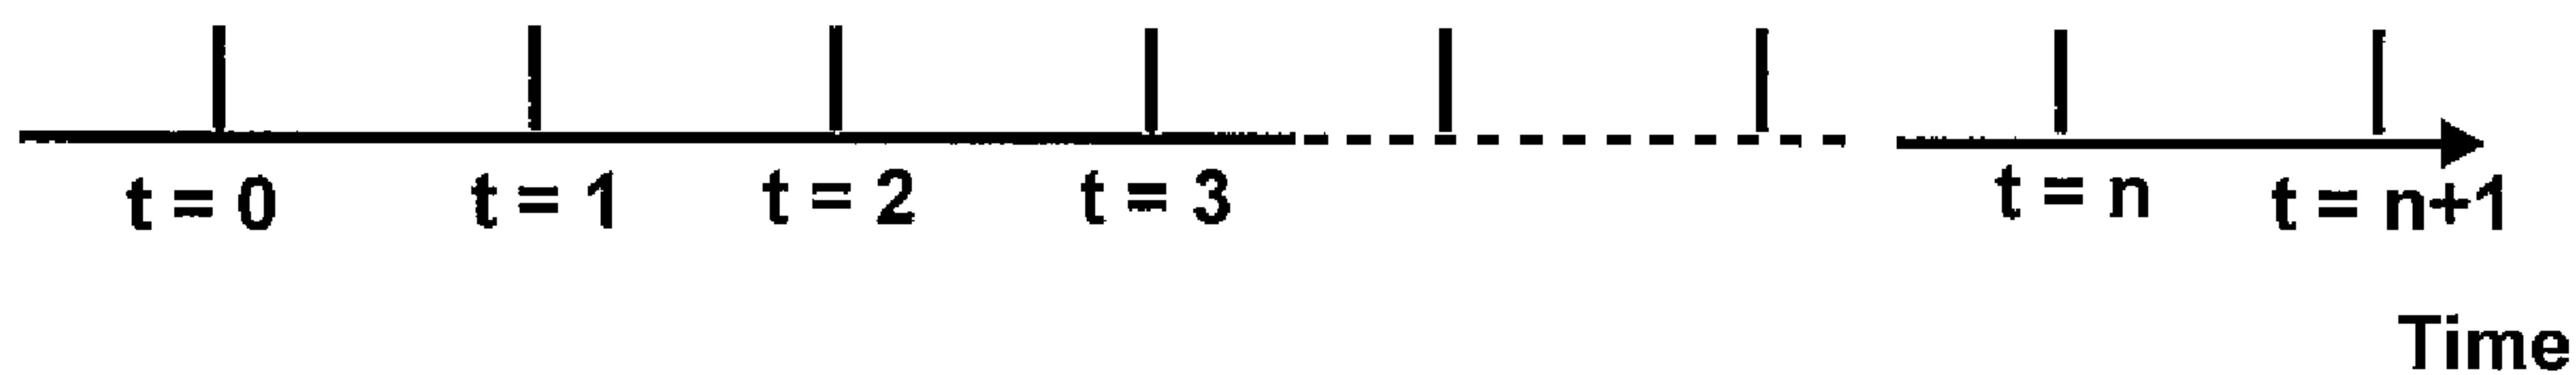 t = 0 t = 1 t = 2 t = 3 t = n t = n+1
Time